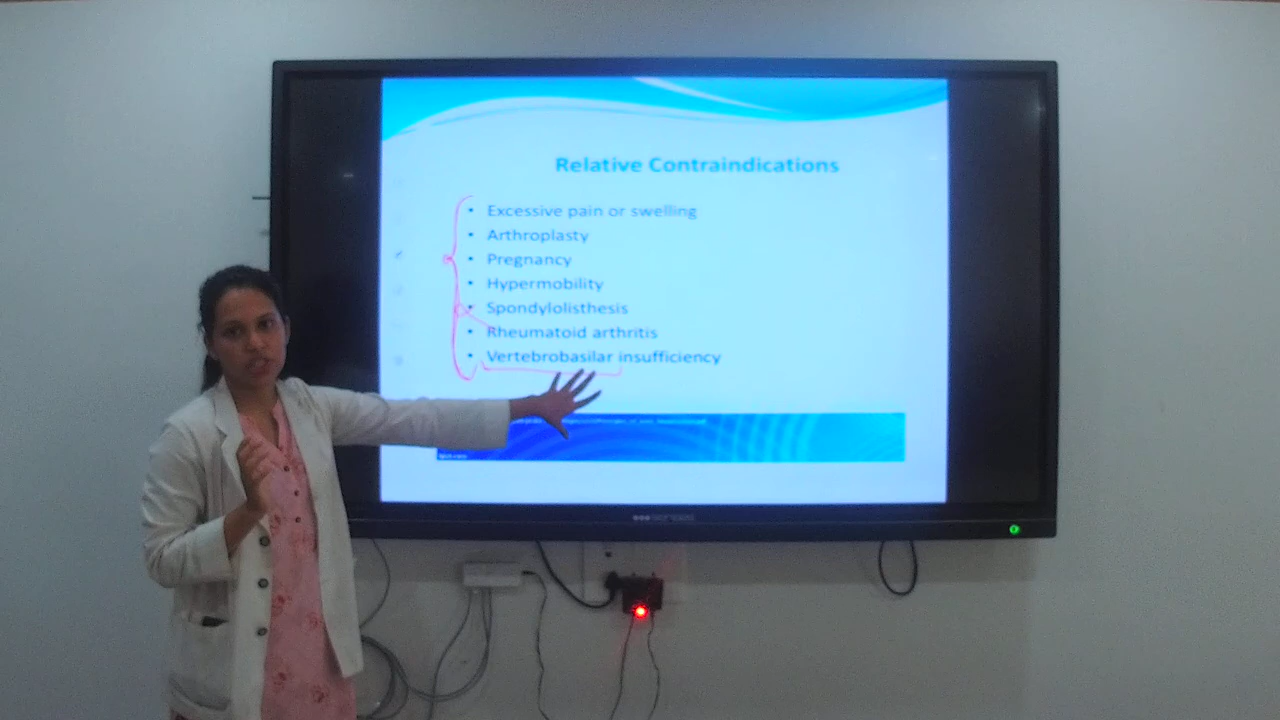 Relative Contraindications
• Excessive pain or swelling
• Arthroplasty
• Pregnancy
• Hypermobility
• Spondylolisthesis
• Rheumatoid arthritis
• Vertebrobasilar insufficiency